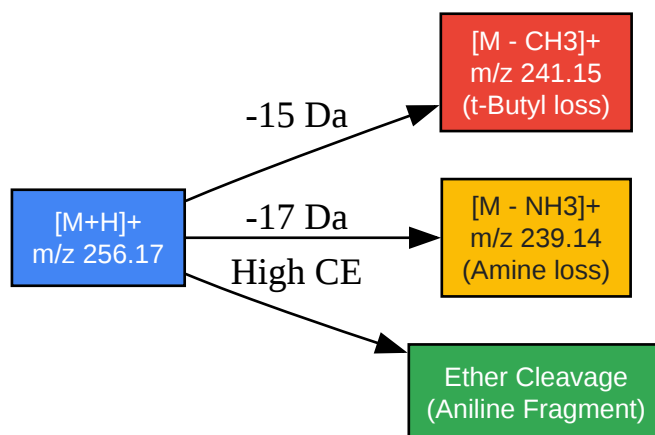 [M - CH3]+
m/z 241.15
(t-Butyl loss)
-15 Da
[M+H]+
m/z 256.17
-17 Da
[M - NH3]+
m/z 239.14
(Amine loss)
High CE
Ether Cleavage
(Aniline Fragment)